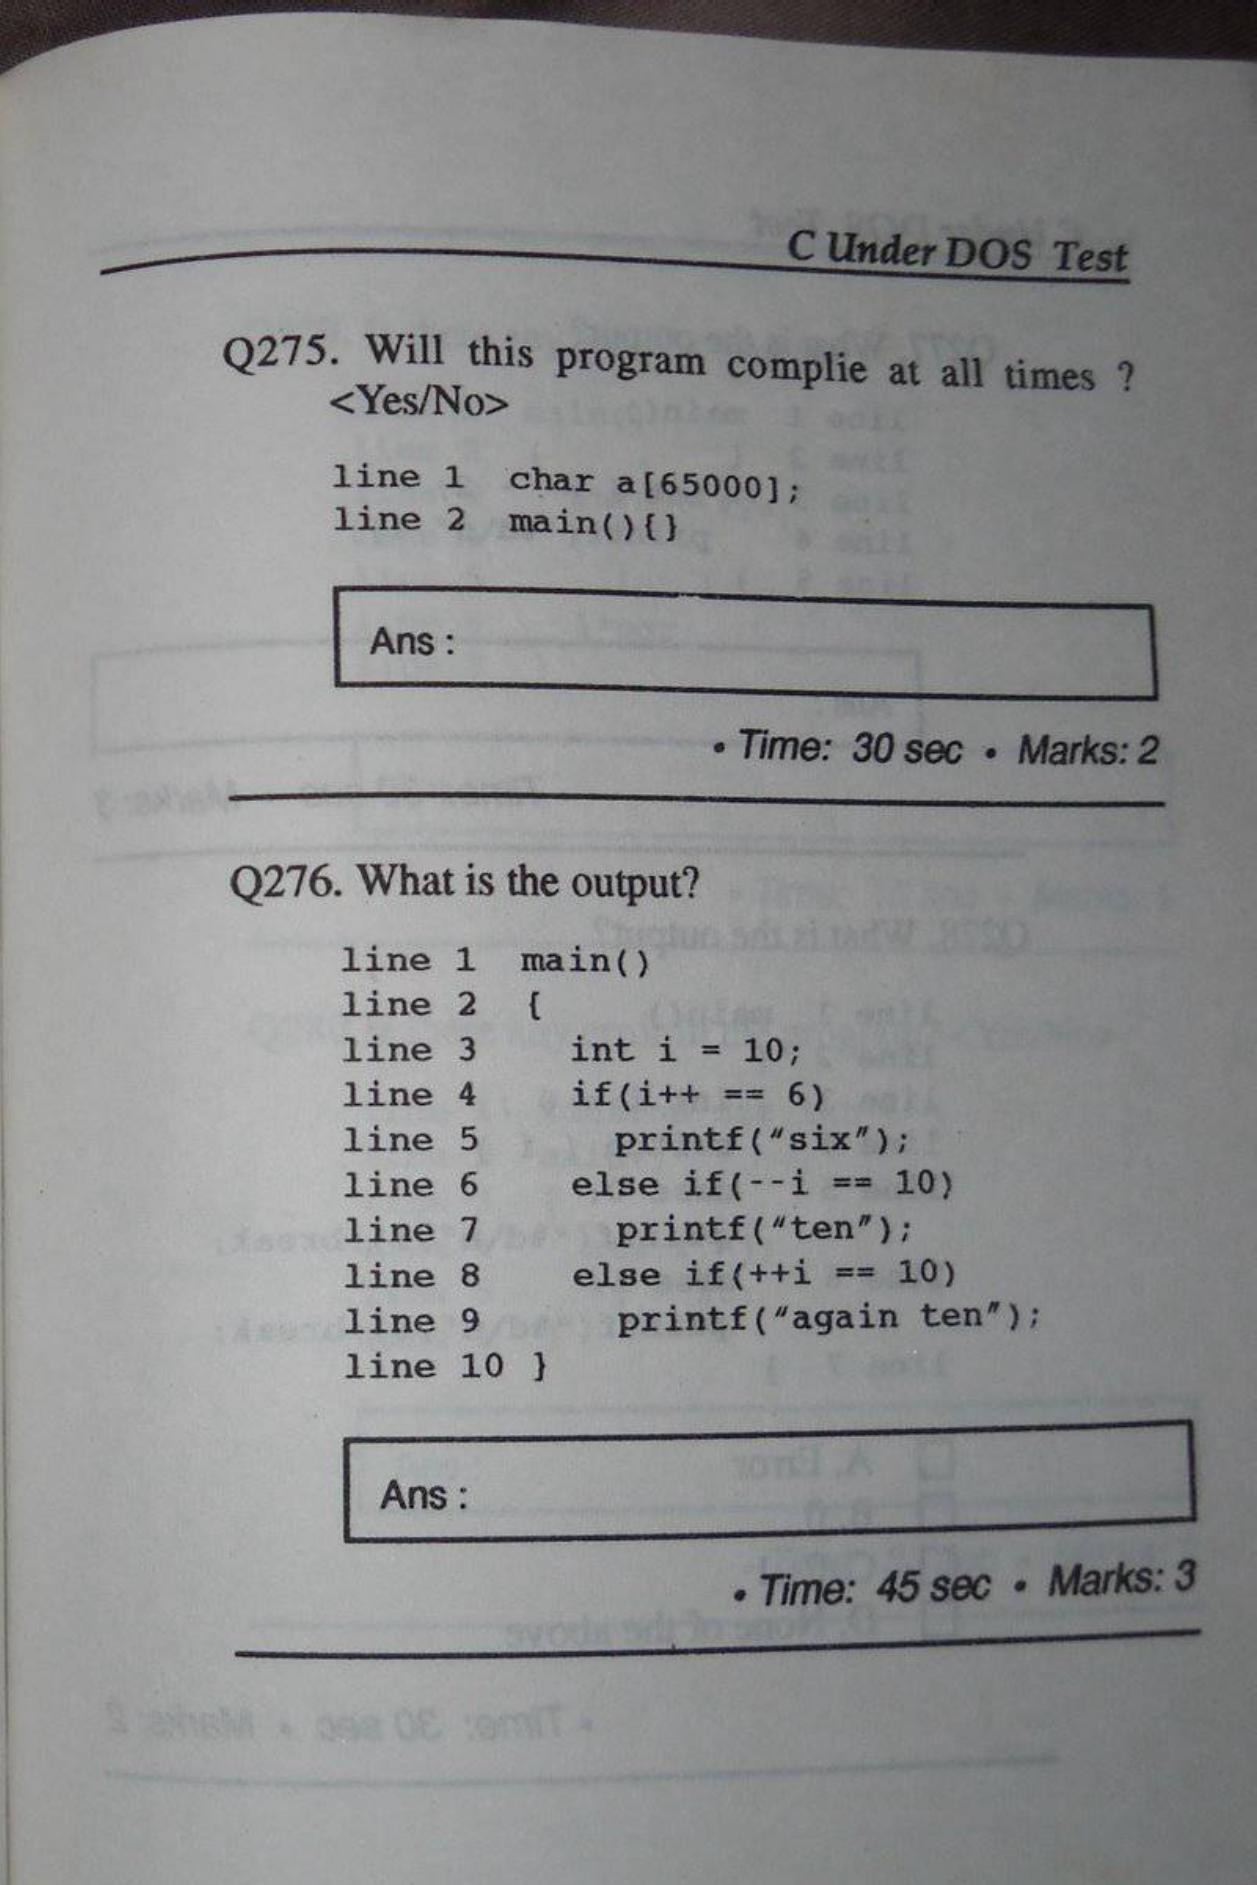 C Under DOS Test
Q275. Will this program complie at all times ?
<Yes/No>
line 1 char a[65000];
line 2 main(){}
Ans :
• Time: 30 sec • Marks: 2
Q276. What is the output?
line 1 main()
line 2 {
line 3 int i = 10;
line 4 if(i++ == 6)
line 5 printf(“six”);
line 6 else if(--i == 10)
line 7 printf(“ten”);
line 8 else if(++i == 10)
line 9 printf(“again ten”);
line 10 }
Ans :
• Time: 45 sec • Marks: 3